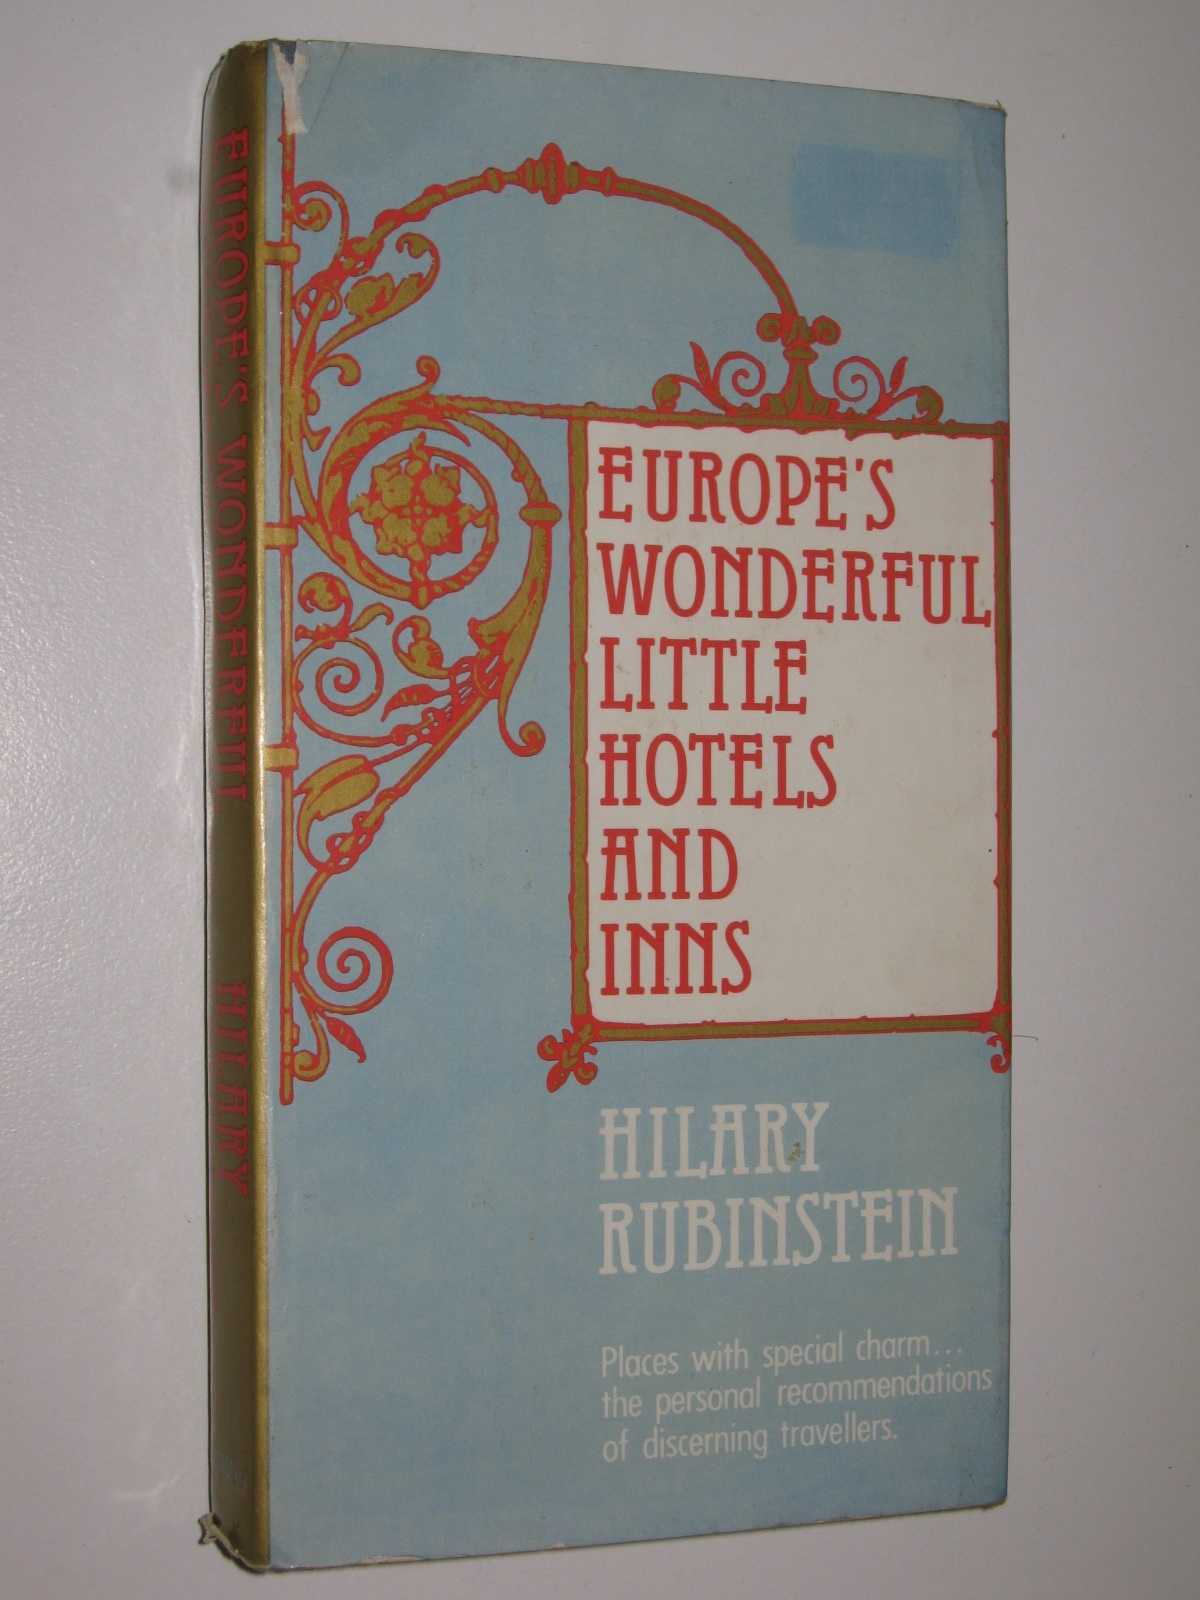 EUROPE'S WONDERFUL HILARY
EUROPE'S
WONDERFUL
LITTLE
HOTELS
AND
INNS
HILARY
RUBINSTEIN
Places with special charm...
the personal recommendations
of discerning travellers.